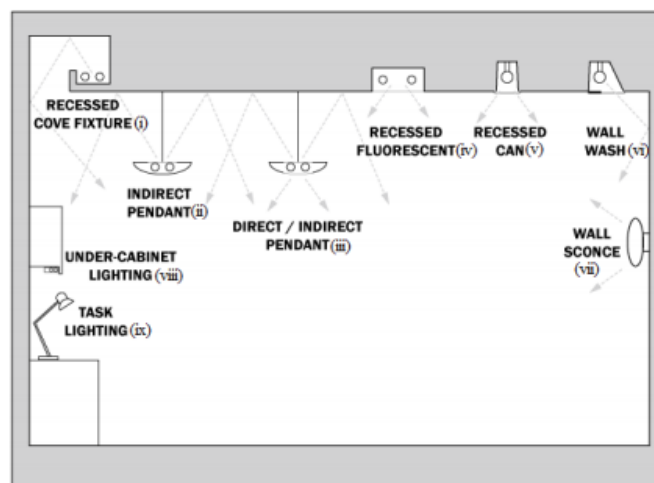 RECESSED
COVE FIXTURE (i)
RECESSED
FLUORESCENT(iv)
RECESSED
CAN (v)
WALL
WASH (vi)
INDIRECT
PENDANT(ii)
DIRECT / INDIRECT
PENDANT (iii)
WALL
SCONCE
(vii)
UNDER-CABINET
LIGHTING (viii)
TASK
LIGHTING (ix)